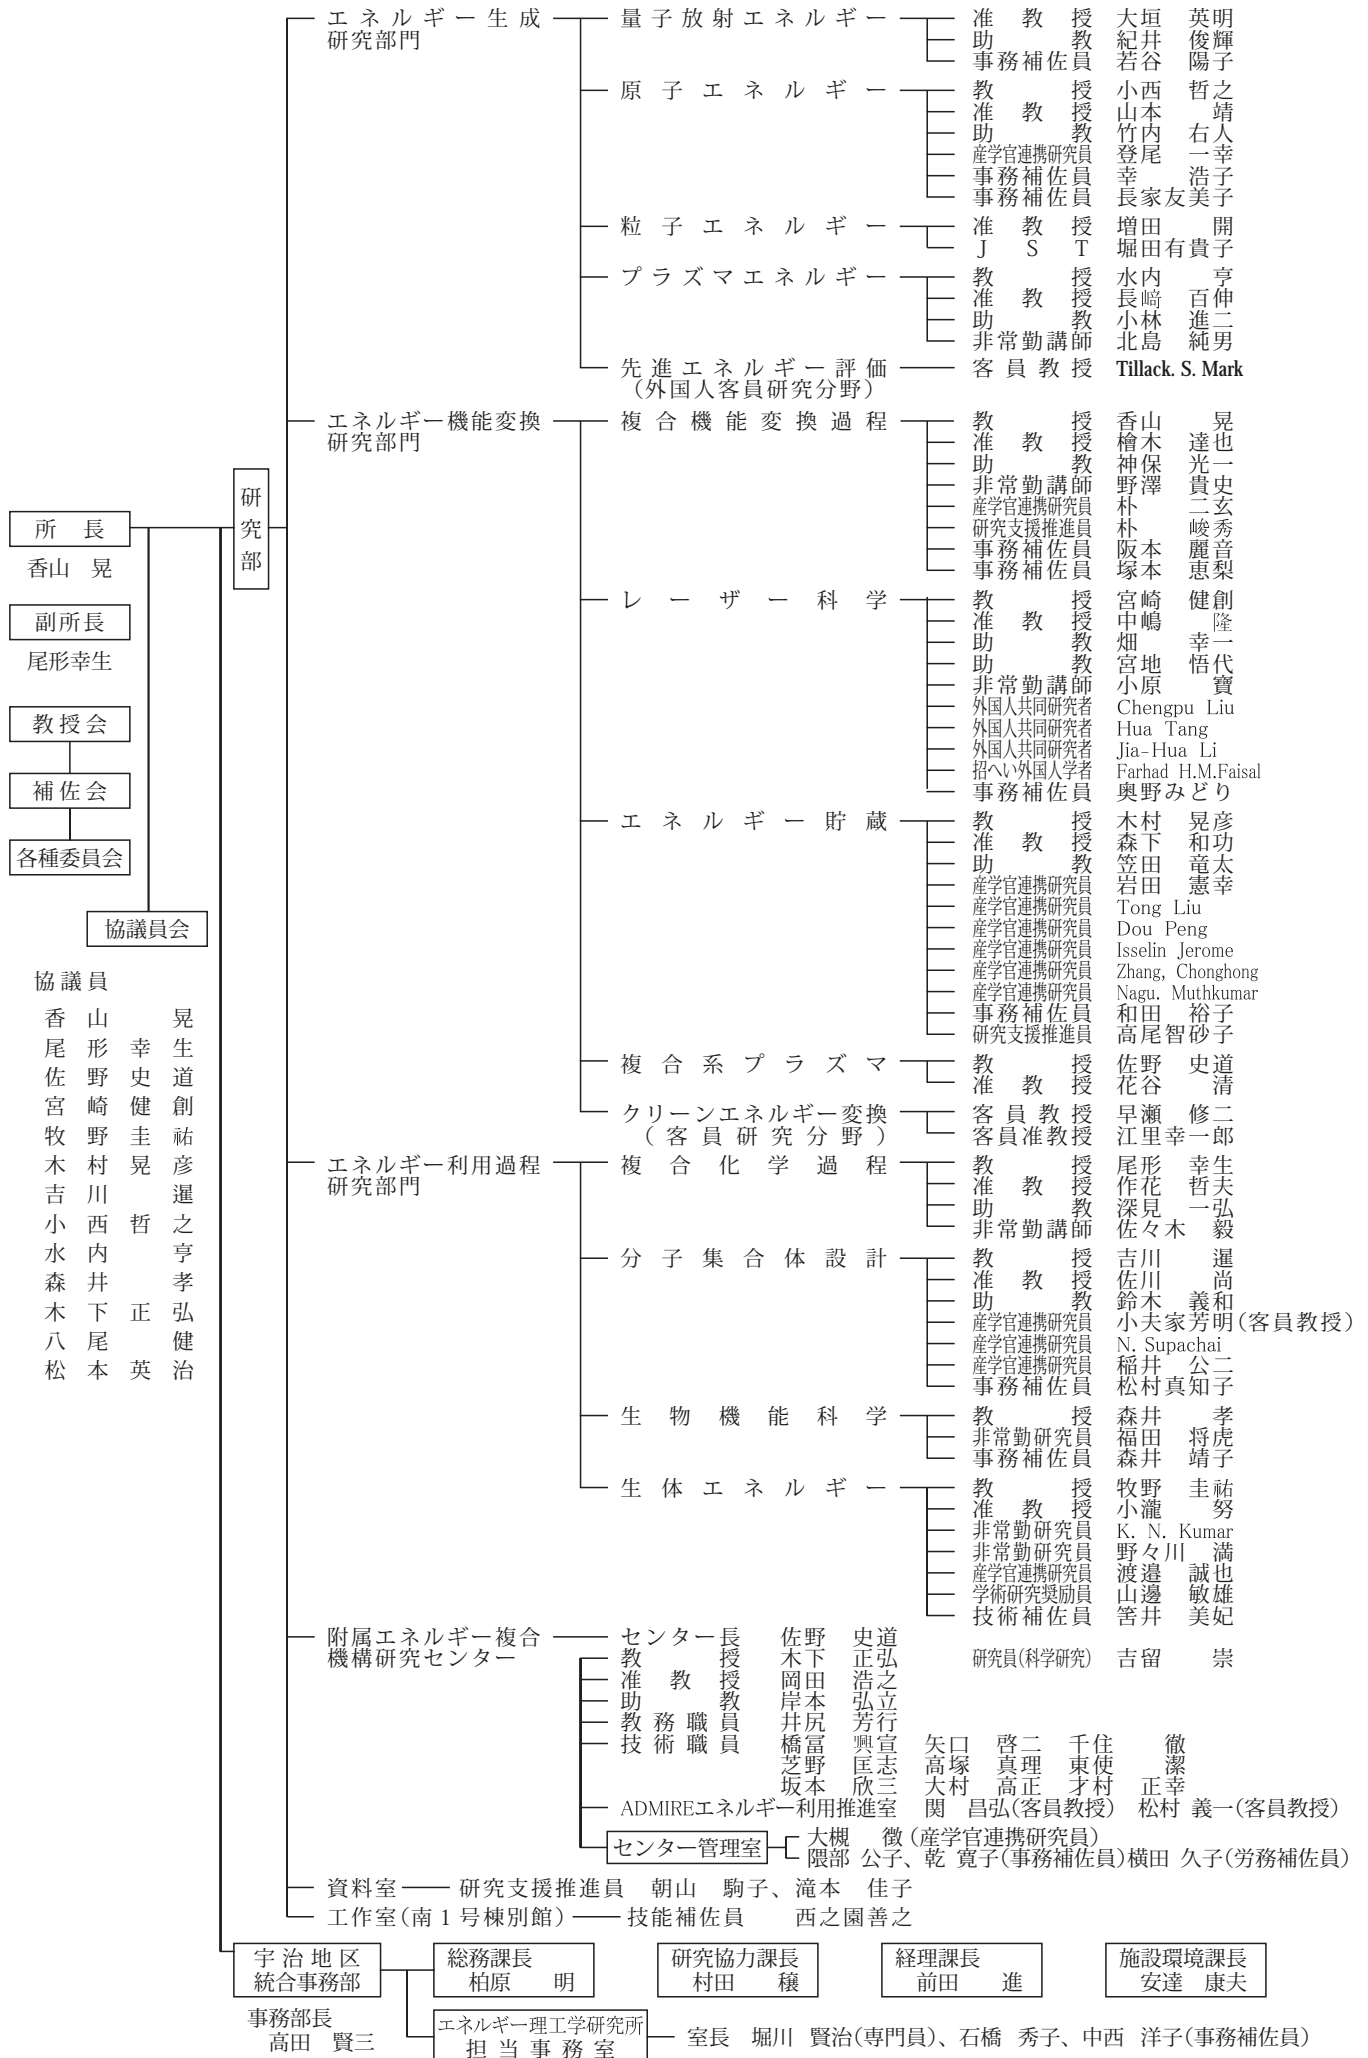 所長
香山 晃
副所長
尾形幸生
教授会
補佐会
各種委員会
協議員会
協議員
香山 晃
尾形幸生
佐野史道
宮崎健創
牧野圭祐
木村晃彦
吉川 暹
小西哲之
水内 亨
森井 孝
木下正弘
八尾 健
松本英治
研究部
エネルギー生成
研究部門
量子放射エネルギー
准教授 大垣 英明
助教 紀井 俊輝
事務補佐員 若谷 陽子
原子エネルギー
教授 小西 哲之
准教授 山本 靖
助教 竹内 右人
産学官連携研究員 登尾 一幸
事務補佐員 幸 浩子
事務補佐員 長家友美子
粒子エネルギー
准教授 増田 開
JST 堀田有貴子
プラズマエネルギー
教授 水内 亨
准教授 長﨑 百伸
助教 小林 進二
非常勤講師 北島 純男
先進エネルギー評価
(外国人客員研究分野)
客員教授 Tillack. S. Mark
エネルギー機能変換
研究部門
複合機能変換過程
教授 香山 晃
准教授 檜木 達也
助教 神保 光一
非常勤講師 野澤 貴史
産学官連携研究員 朴 二玄
研究支援推進員 朴 峻秀
事務補佐員 阪本 麗音
事務補佐員 塚本 恵梨
レーザー科学
教授 宮崎 健創
准教授 中嶋 隆
助教 畑 幸一
助教 宮地 悟代
非常勤講師 小原 寶
外国人共同研究者 Chengpu Liu
外国人共同研究者 Hua Tang
外国人共同研究者 Jia-Hua Li
招へい外国人学者 Farhad H.M.Faisal
事務補佐員 奥野みどり
エネルギー貯蔵
教授 木村 晃彦
准教授 森下 和功
助教 笠田 竜太
産学官連携研究員 岩田 憲幸
産学官連携研究員 Tong Liu
産学官連携研究員 Dou Peng
産学官連携研究員 Isselin Jerome
産学官連携研究員 Zhang, Chonghong
産学官連携研究員 Nagu. Muthkumar
事務補佐員 和田 裕子
研究支援推進員 高尾智砂子
複合系プラズマ
教授 佐野 史道
准教授 花谷 清
クリーンエネルギー変換
(客員研究分野)
客員教授 早瀬 修二
客員准教授 江里幸一郎
エネルギー利用過程
研究部門
複合化学過程
教授 尾形 幸生
准教授 作花 哲夫
助教 深見 一弘
非常勤講師 佐々木 毅
分子集合体設計
教授 吉川 暹
准教授 佐川 尚
助教 鈴木 義和
産学官連携研究員 小夫家芳明(客員教授)
産学官連携研究員 N. Supachai
産学官連携研究員 稲井 公二
事務補佐員 松村真知子
生物機能科学
教授 森井 孝
非常勤研究員 福田 将虎
事務補佐員 森井 靖子
生体エネルギー
教授 牧野 圭祐
准教授 小瀧 努
非常勤研究員 K. N. Kumar
非常勤研究員 野々川 満
産学官連携研究員 渡邉 誠也
学術研究奨励員 山邊 敏雄
技術補佐員 筈井 美妃
附属エネルギー複合
機構研究センター
センター長 佐野 史道
教授 木下 正弘 研究員(科学研究) 吉留 崇
准教授 岡田 浩之
助教 岸本 弘立
教務職員 井尻 芳行
技術職員 橋冨 興宣 矢口 啓二 千住 徹
芝野 匡志 高塚 真理 東使 潔
坂本 欣三 大村 高正 才村 正幸
ADMIREエネルギー利用推進室 関 昌弘(客員教授) 松村 義一(客員教授)
センター管理室
大槻 徴(産学官連携研究員)
隈部 公子、乾 寛子(事務補佐員)横田 久子(労務補佐員)
資料室 研究支援推進員 朝山 駒子、滝本 佳子
工作室(南1号棟別館) 技能補佐員 西之園善之
宇治地区
統合事務部
事務部長
高田 賢三
総務課長
柏原 明
研究協力課長
村田 穣
経理課長
前田 進
施設環境課長
安達 康夫
エネルギー理工学研究所
担当事務室
室長 堀川 賢治(専門員)、石橋 秀子、中西 洋子(事務補佐員)